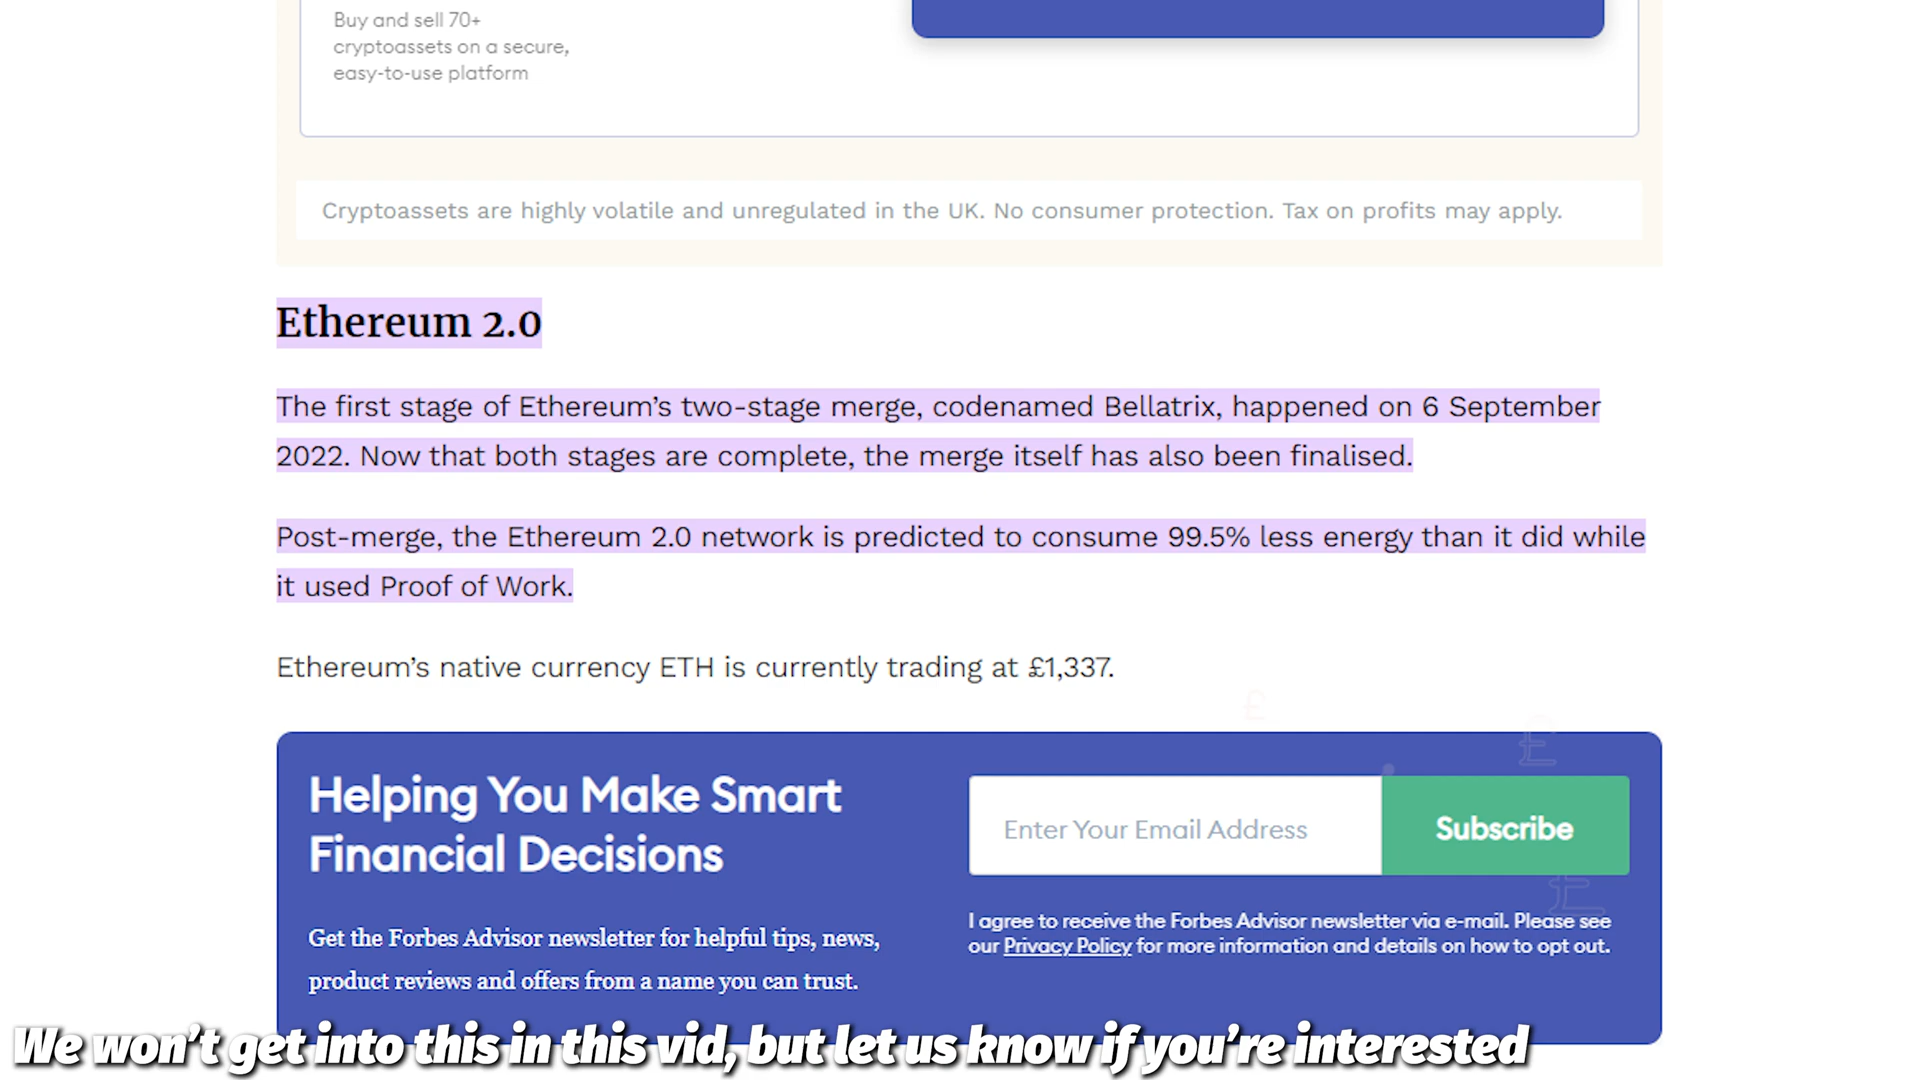 Buy and sell 70+
cryptoassets on a secure,
easy-to-use platform
Cryptoassets are highly volatile and unregulated in the UK. No consumer protection. Tax on profits may apply.
Ethereum 2.0
The first stage of Ethereum’s two-stage merge, codenamed Bellatrix, happened on 6 September
2022. Now that both stages are complete, the merge itself has also been finalised.
Post-merge, the Ethereum 2.0 network is predicted to consume 99.5% less energy than it did while
it used Proof of Work.
Ethereum’s native currency ETH is currently trading at £1,337.
Helping You Make Smart
Financial Decisions
Get the Forbes Advisor newsletter for helpful tips, news,
product reviews and offers from a name you can trust.
Enter Your Email Address
Subscribe
I agree to receive the Forbes Advisor newsletter via e-mail. Please see
our Privacy Policy for more information and details on how to opt out.
We won’t get into this in this vid, but let us know if you’re interested